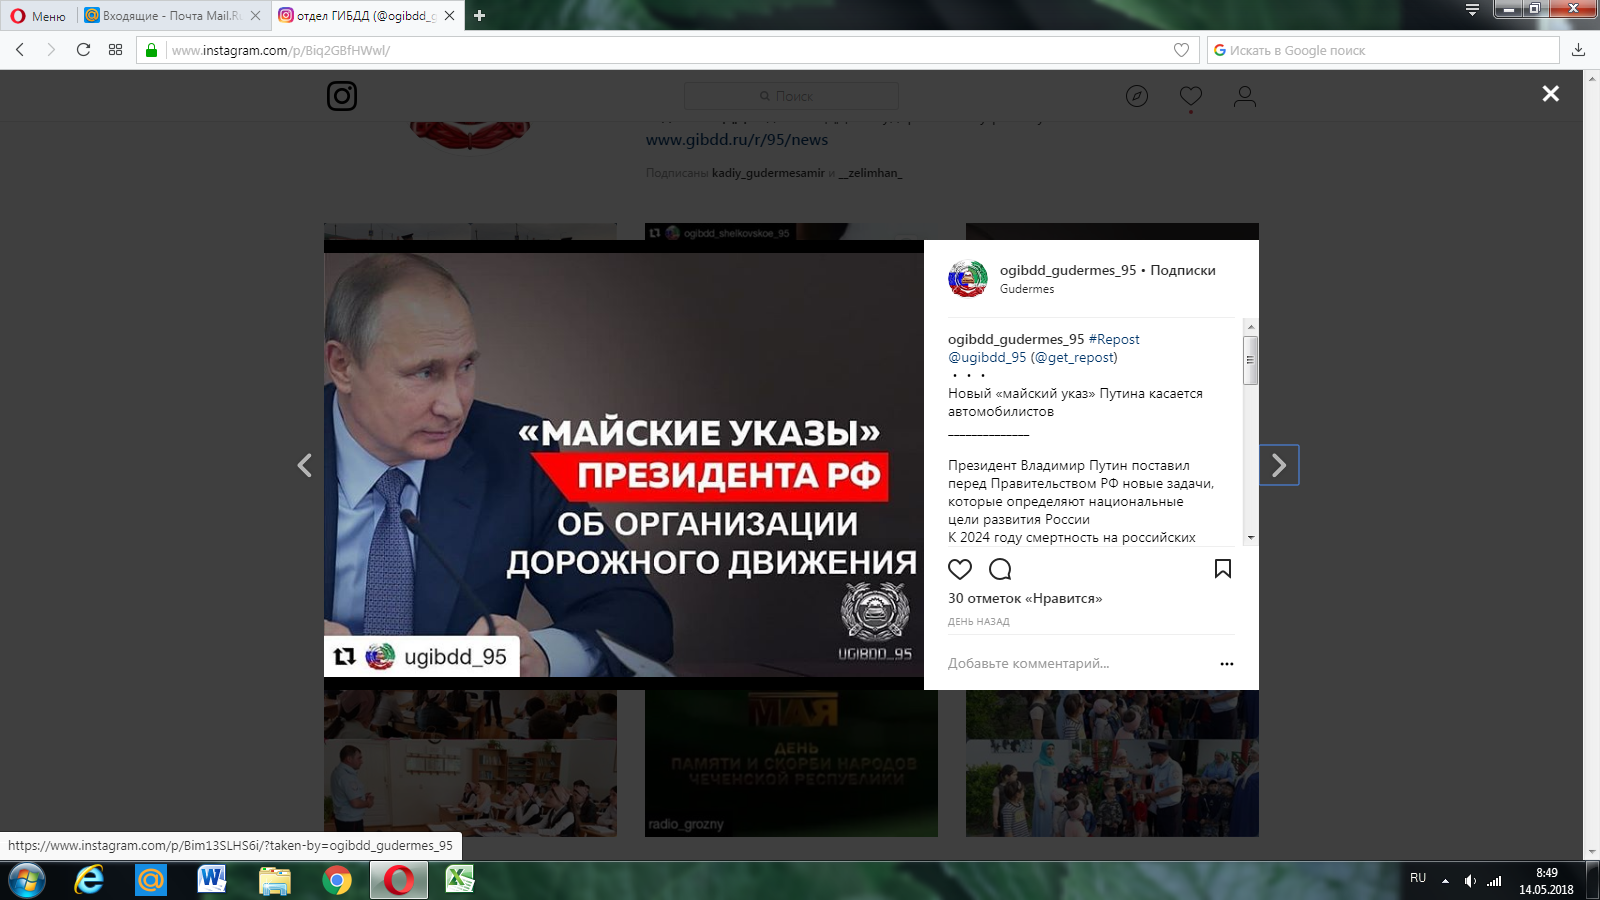 Меню
Входящие - Почта Mail.Ru
отдел ГИБДД (@ogibdd_g
www.instagram.com/p/Biq2GBfHWwl/
Искать в Google поиск
Поиск
www.gibdd.ru/r/95/news
Подписаны kadiy_gudermesamir и __zelimhan_
ogibdd_shelkovskoe_95
«МАЙСКИЕ УКАЗЫ»
ПРЕЗИДЕНТА РФ
ОБ ОРГАНИЗАЦИИ
ДОРОЖНОГО ДВИЖЕНИЯ
UGIBDD_95
ugibdd_95
ogibdd_gudermes_95 • Подписки
Gudermes
ogibdd_gudermes_95 #Repost
@ugibdd_95 (@get_repost)
• • •
Новый «майский указ» Путина касается
автомобилистов
______________
Президент Владимир Путин поставил
перед Правительством РФ новые задачи,
которые определяют национальные
цели развития России
К 2024 году смертность на российских
30 отметок «Нравится»
ДЕНЬ НАЗАД
Добавьте комментарий...
МАЯ
ДЕНЬ
ПАМЯТИ И СКОРБИ НАРОДОВ
ЧЕЧЕНСКОЙ РЕСПУБЛИКИ
radio_grozny
https://www.instagram.com/p/Bim13SLHS6i/?taken-by=ogibdd_gudermes_95
RU
8:49
14.05.2018